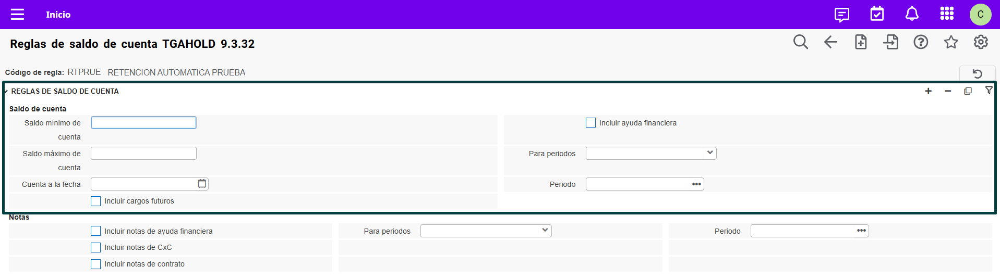 Inicio
C
Reglas de saldo de cuenta TGAHOLD 9.3.32
Código de regla: RTPRUE RETENCION AUTOMATICA PRUEBA
REGLAS DE SALDO DE CUENTA
Saldo de cuenta
Saldo mínimo de cuenta
Incluir ayuda financiera
Saldo máximo de cuenta
Para periodos
Cuenta a la fecha
Periodo
Incluir cargos futuros
Notas
Incluir notas de ayuda financiera
Para periodos
Periodo
Incluir notas de CxC
Incluir notas de contrato